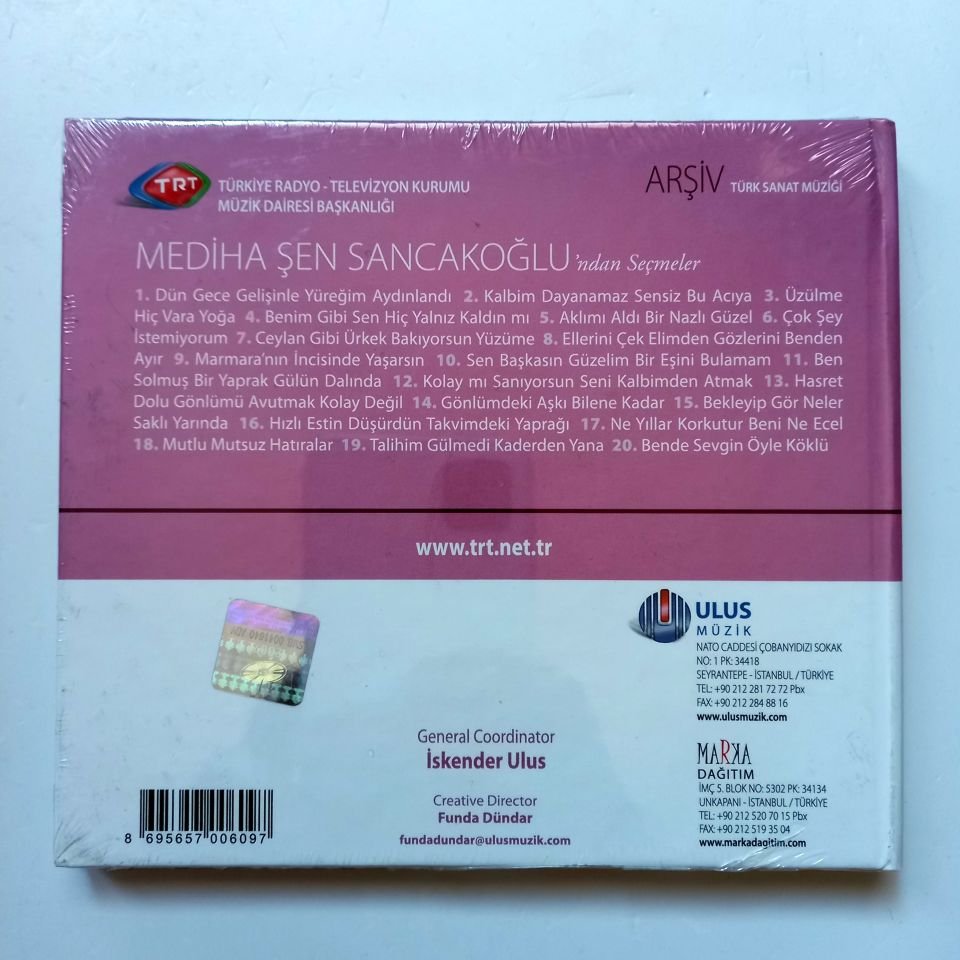 TRT
TÜRKİYE RADYO - TELEVİZYON KURUMU
MÜZİK DAİRESİ BAŞKANLIĞI
ARŞİV TÜRK SANAT MÜZİĞİ
MEDİHA ŞEN SANCAKOĞLU'ndan Seçmeler
1. Dün Gece Gelişinle Yüreğim Aydınlandı 2. Kalbim Dayanamaz Sensiz Bu Acıya 3. Üzülme
Hiç Vara Yoğa 4. Benim Gibi Sen Hiç Yalnız Kaldın mı 5. Aklımı Aldı Bir Nazlı Güzel 6. Çok Şey
İstemiyorum 7. Ceylan Gibi Ürkek Bakıyorsun Yüzüme 8. Ellerini Çek Elimden Gözlerini Benden
Ayır 9. Marmara'nın İncisinde Yaşarsın 10. Sen Başkasın Güzelim Bir Eşini Bulamam 11. Ben
Solmuş Bir Yaprak Gülün Dalında 12. Kolay mı Sanıyorsun Seni Kalbimden Atmak 13. Hasret
Dolu Gönlümü Avutmak Kolay Değil 14. Gönlümdeki Aşkı Bilene Kadar 15. Bekleyip Gör Neler
Saklı Yarında 16. Hızlı Estin Düşürdün Takvimdeki Yaprağı 17. Ne Yıllar Korkutur Beni Ne Ecel
18. Mutlu Mutsuz Hatıralar 19. Talihim Gülmedi Kaderden Yana 20. Bende Sevgin Öyle Köklü
www.trt.net.tr
ULUS
MÜZİK
NATO CADDESİ ÇOBANYIDIZI SOKAK
NO: 1 PK: 34418
SEYRANTEPE - İSTANBUL / TÜRKİYE
TEL: +90 212 281 72 72 Pbx
FAX: +90 212 284 88 16
www.ulusmuzik.com
General Coordinator
İskender Ulus
Creative Director
Funda Dündar
fundadundar@ulusmuzik.com
MARKA
DAĞITIM
İMÇ 5. BLOK NO: 5302 PK: 34134
UNKAPANI - İSTANBUL / TÜRKİYE
TEL: +90 212 520 70 15 Pbx
FAX: +90 212 519 35 04
www.markadagitim.com
8 695657 006097